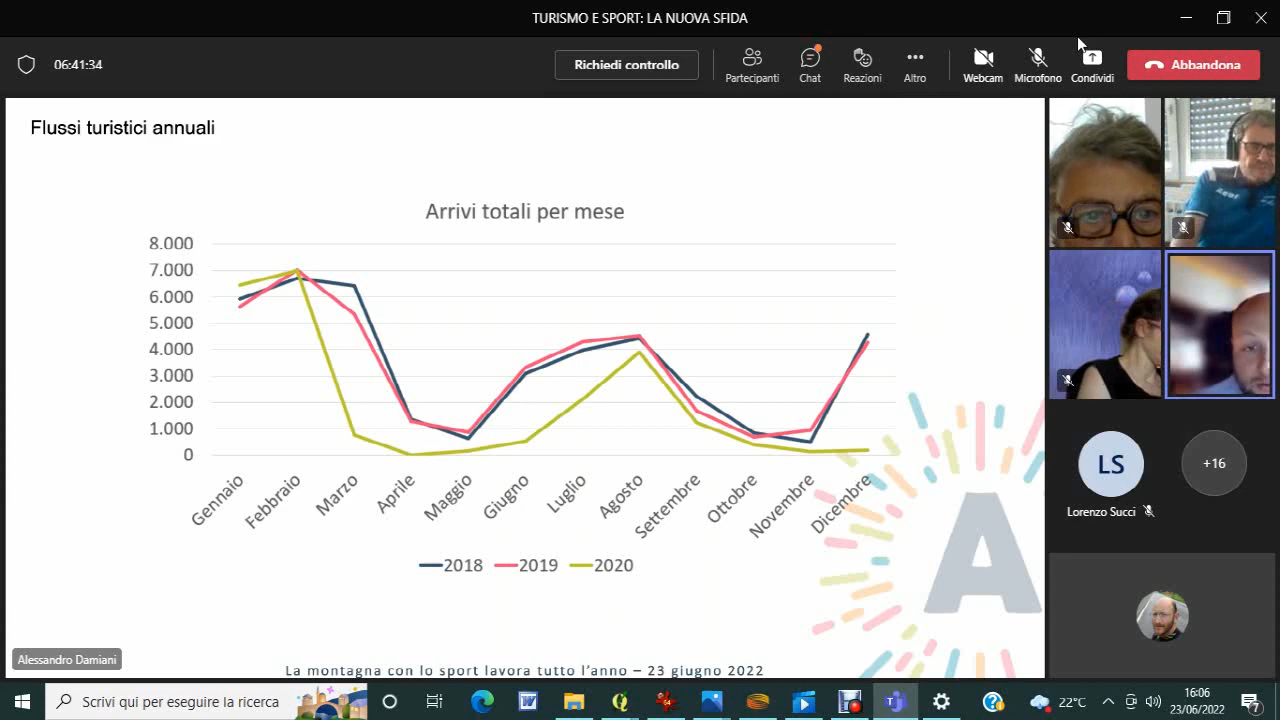 TURISMO E SPORT: LA NUOVA SFIDA
06:41:34
Richiedi controllo
Partecipanti
Chat
Reazioni
Altro
Webcam
Microfono
Condividi
Abbandona
Flussi turistici annuali
Arrivi totali per mese
8.000
7.000
6.000
5.000
4.000
3.000
2.000
1.000
0
Gennaio
Febbraio
Marzo
Aprile
Maggio
Giugno
Luglio
Agosto
Settembre
Ottobre
Novembre
Dicembre
2018
2019
2020
A
La montagna con lo sport lavora tutto l'anno – 23 giugno 2022
Alessandro Damiani
LS
+16
Lorenzo Succi
Scrivi qui per eseguire la ricerca
22°C
16:06
23/06/2022
7